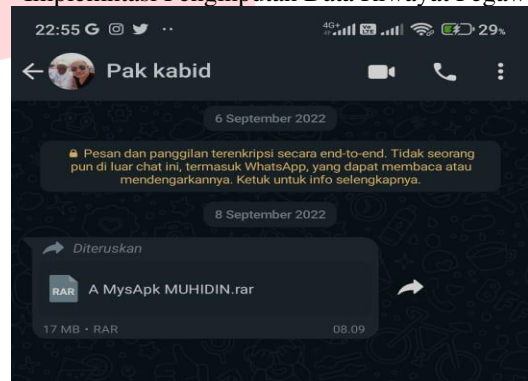 22:55 G 4G+ 29%
Pak kabid
6 September 2022
Pesan dan panggilan terenkripsi secara end-to-end. Tidak seorang
pun di luar chat ini, termasuk WhatsApp, yang dapat membaca atau
mendengarkannya. Ketuk untuk info selengkapnya.
8 September 2022
Diteruskan
RAR A MysApk MUHIDIN.rar
17 MB • RAR 08.09